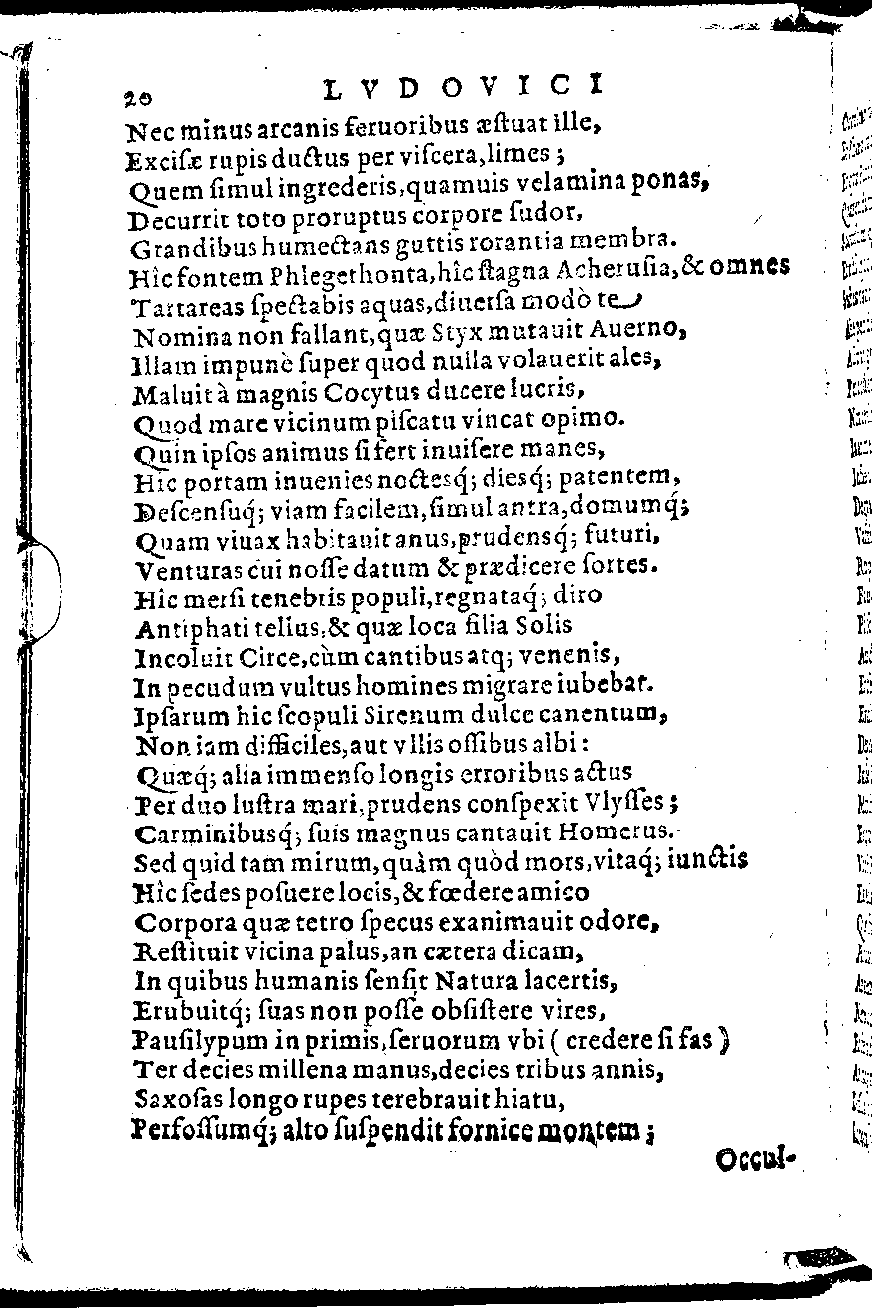 20 LVDOVICI
Nec minus arcanis feruoribus æſtuat ille,
Exciſæ rupis ductus per viſcera,limes;
Quem ſimul ingrederis,quamuis velamina ponas,
Decurrit toto proruptus corpore ſudor,
Grandibus humectans guttis rorantia membra.
Hîc fontem Phlegethonta,hîc ſtagna Acheruſia,& omnes
Tartareas ſpectabis aquas,diuerſa modò te
Nomina non fallant,quæ Styx mutauit Auerno,
Illam impunè ſuper quod nulla volauerit ales,
Maluit à magnis Cocytus ducere lucris,
Quod mare vicinum piſcatu vincat opimo.
Quin ipſos animus ſi fert inuiſere manes,
Hic portam inuenies noctesq́; diesq́; patentem,
Deſcenſuq́; viam facilem,ſimul antra,domumq́;
Quam viuax habitauit anus,prudensq́; futuri,
Venturas cui noſſe datum & prædicere ſortes.
Hic merſi tenebris populi,regnataq́; diro
Antiphati tellus,& quæ loca filia Solis
Incoluit Circe,cùm cantibus atq; venenis,
In pecudum vultus homines migrare iubebat.
Ipſarum hic ſcopuli Sirenum dulce canentum,
Non iam difficiles,aut vllis oſſibus albi:
Quæq́; alia immenſo longis erroribus actus
Per duo luſtra mari,prudens conſpexit Vlyſſes;
Carminibusq́; ſuis magnus cantauit Homerus.
Sed quid tam mirum,quàm quòd mors,vitaq́; iunctis
Hîc ſedes poſuere locis,& fœdere amico
Corpora quæ tetro ſpecus exanimauit odore,
Reſtituit vicina palus,an cætera dicam,
In quibus humanis ſenſit Natura lacertis,
Erubuitq́; ſuas non poſſe obſiſtere vires,
Pauſilypum in primis,ſeruorum vbi ( credere ſi fas )
Ter decies millena manus,decies tribus annis,
Saxoſas longo rupes terebrauit hiatu,
Perfoſſumq́; alto ſuſpendit fornice montem;
Occul-